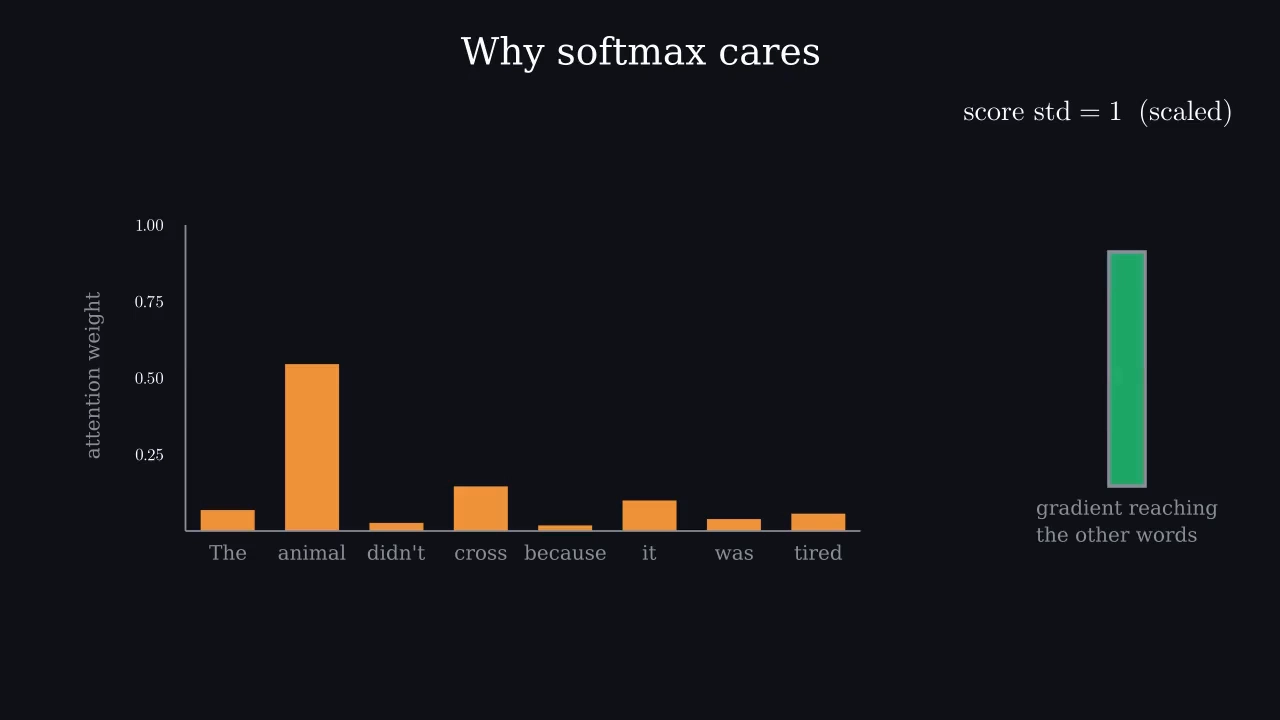 Why softmax cares
score std = 1 (scaled)
1.00
0.75
0.50
0.25
attention weight
The animal didn't cross because it was tired
gradient reaching
the other words